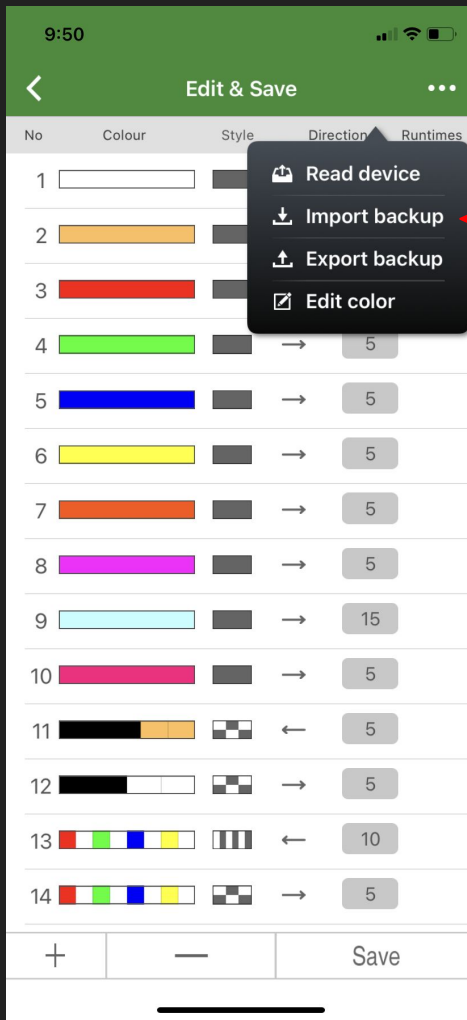 9:50
Edit & Save
No Colour Style Direction Runtimes
1
Read device
2
Import backup
Export backup
3
Edit color
4 5
5 5
6 5
7 5
8 5
9 15
10 5
11 5
12 5
13 10
14 5
Save